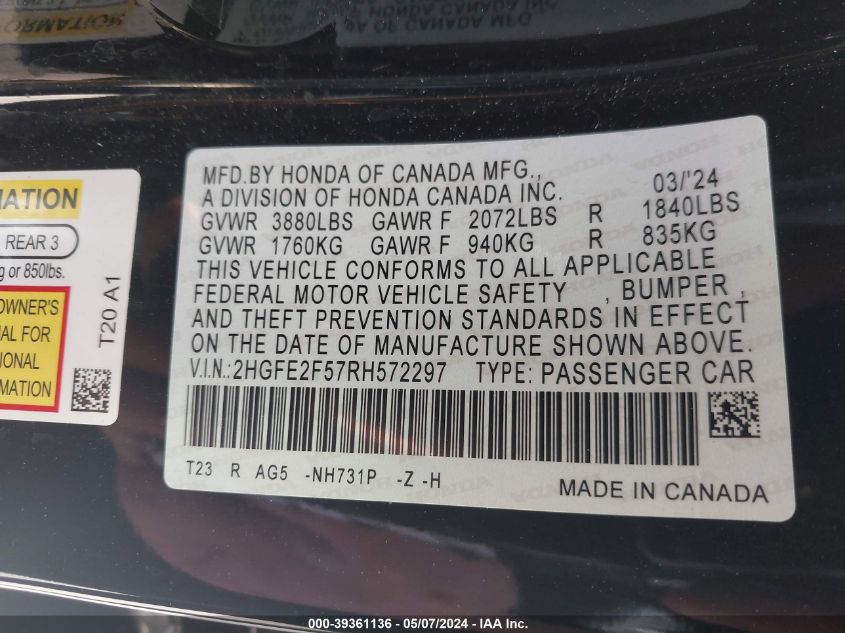 MATION
REAR 3
g or 850lbs.
OWNER'S
AL FOR
IONAL
RMATION
T20 A1
MFD.BY HONDA OF CANADA MFG.,
A DIVISION OF HONDA CANADA INC. 03/'24
GVWR 3880LBS GAWR F 2072LBS R 1840LBS
GVWR 1760KG GAWR F 940KG R 835KG
THIS VEHICLE CONFORMS TO ALL APPLICABLE
FEDERAL MOTOR VEHICLE SAFETY , BUMPER ,
AND THEFT PREVENTION STANDARDS IN EFFECT
ON THE DATE OF MANUFACTURE SHOWN ABOVE.
V.I.N.:2HGFE2F57RH572297 TYPE: PASSENGER CAR
T23 R AG5 -NH731P -Z -H
MADE IN CANADA
000-39361136 - 05/07/2024 - IAA Inc.